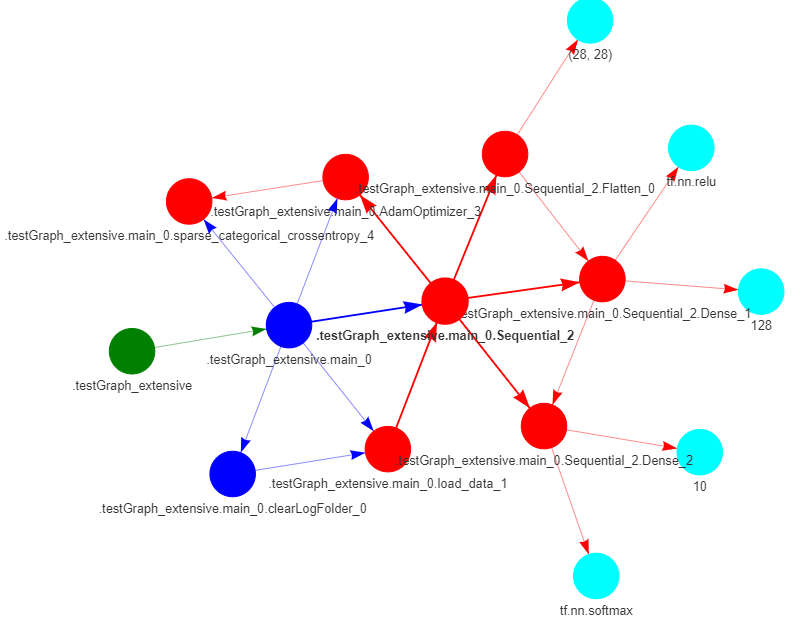 (28, 28)
tf.nn.relu
.testGraph_extensive.main_0.Sequential_2.Flatten_0
.testGraph_extensive.main_0.AdamOptimizer_3
.testGraph_extensive.main_0.sparse_categorical_crossentropy_4
.testGraph_extensive.main_0.Sequential_2.Dense_1
128
.testGraph_extensive.main_0.Sequential_2
.testGraph_extensive.main_0
.testGraph_extensive
.testGraph_extensive.main_0.Sequential_2.Dense_2
.testGraph_extensive.main_0.load_data_1
10
.testGraph_extensive.main_0.clearLogFolder_0
tf.nn.softmax